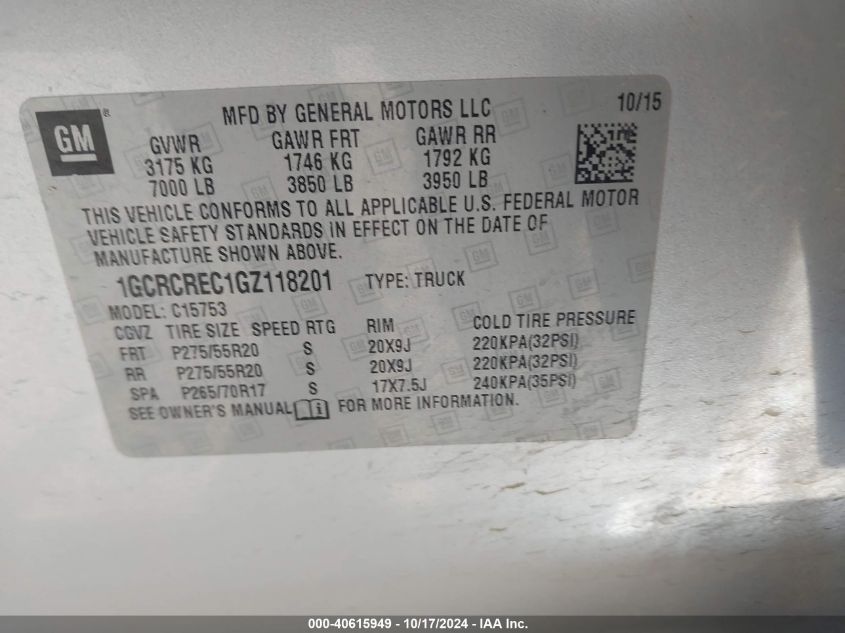 GM ®
MFD BY GENERAL MOTORS LLC 10/15
GVWR GAWR FRT GAWR RR
3175 KG 1746 KG 1792 KG
7000 LB 3850 LB 3950 LB
THIS VEHICLE CONFORMS TO ALL APPLICABLE U.S. FEDERAL MOTOR
VEHICLE SAFETY STANDARDS IN EFFECT ON THE DATE OF
MANUFACTURE SHOWN ABOVE.
1GCRCREC1GZ118201 TYPE: TRUCK
MODEL: C15753
CGVZ TIRE SIZE SPEED RTG RIM COLD TIRE PRESSURE
FRT P275/55R20 S 20X9J 220KPA(32PSI)
RR P275/55R20 S 20X9J 220KPA(32PSI)
SPA P265/70R17 S 17X7.5J 240KPA(35PSI)
SEE OWNER'S MANUAL FOR MORE INFORMATION.
000-40615949 - 10/17/2024 - IAA Inc.